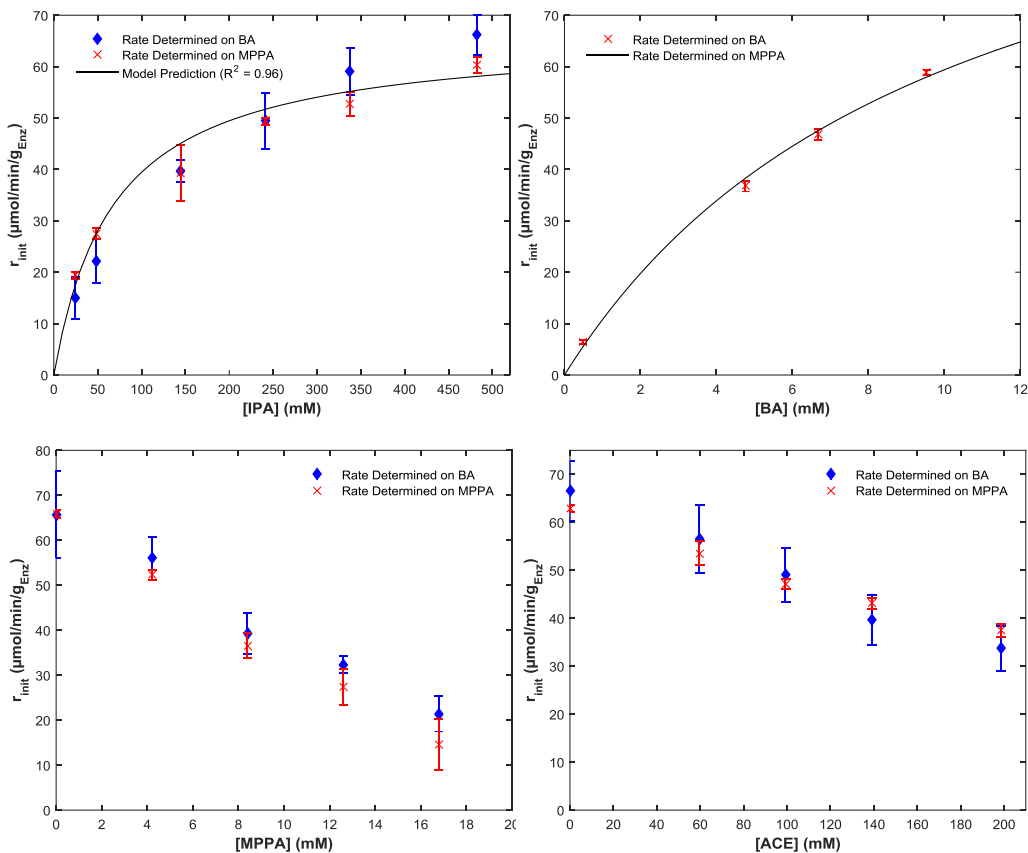 70
60
50
40
30
20
10
0
r_init (µmol/min/g_Enz)
Rate Determined on BA
Rate Determined on MPPA
Model Prediction (R² = 0.96)
0 50 100 150 200 250 300 350 400 450 500
[IPA] (mM)
70
60
50
40
30
20
10
0
r_init (µmol/min/g_Enz)
Rate Determined on BA
Rate Determined on MPPA
0 2 4 6 8 10 12
[BA] (mM)
80
70
60
50
40
30
20
10
0
r_init (µmol/min/g_Enz)
Rate Determined on BA
Rate Determined on MPPA
0 2 4 6 8 10 12 14 16 18 20
[MPPA] (mM)
70
60
50
40
30
20
10
0
r_init (µmol/min/g_Enz)
Rate Determined on BA
Rate Determined on MPPA
0 20 40 60 80 100 120 140 160 180 200
[ACE] (mM)